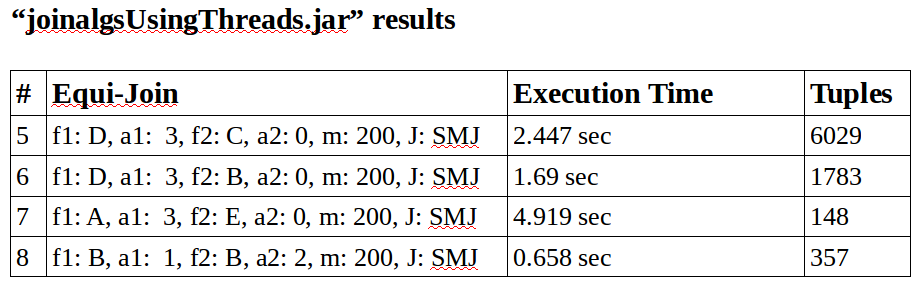 “joinalgsUsingThreads.jar” results
# Equi-Join Execution Time Tuples
5 f1: D, a1:  3, f2: C, a2: 0, m: 200, J: SMJ 2.447 sec 6029
6 f1: D, a1:  3, f2: B, a2: 0, m: 200, J: SMJ 1.69 sec 1783
7 f1: A, a1:  3, f2: E, a2: 0, m: 200, J: SMJ 4.919 sec 148
8 f1: B, a1:  1, f2: B, a2: 2, m: 200, J: SMJ 0.658 sec 357